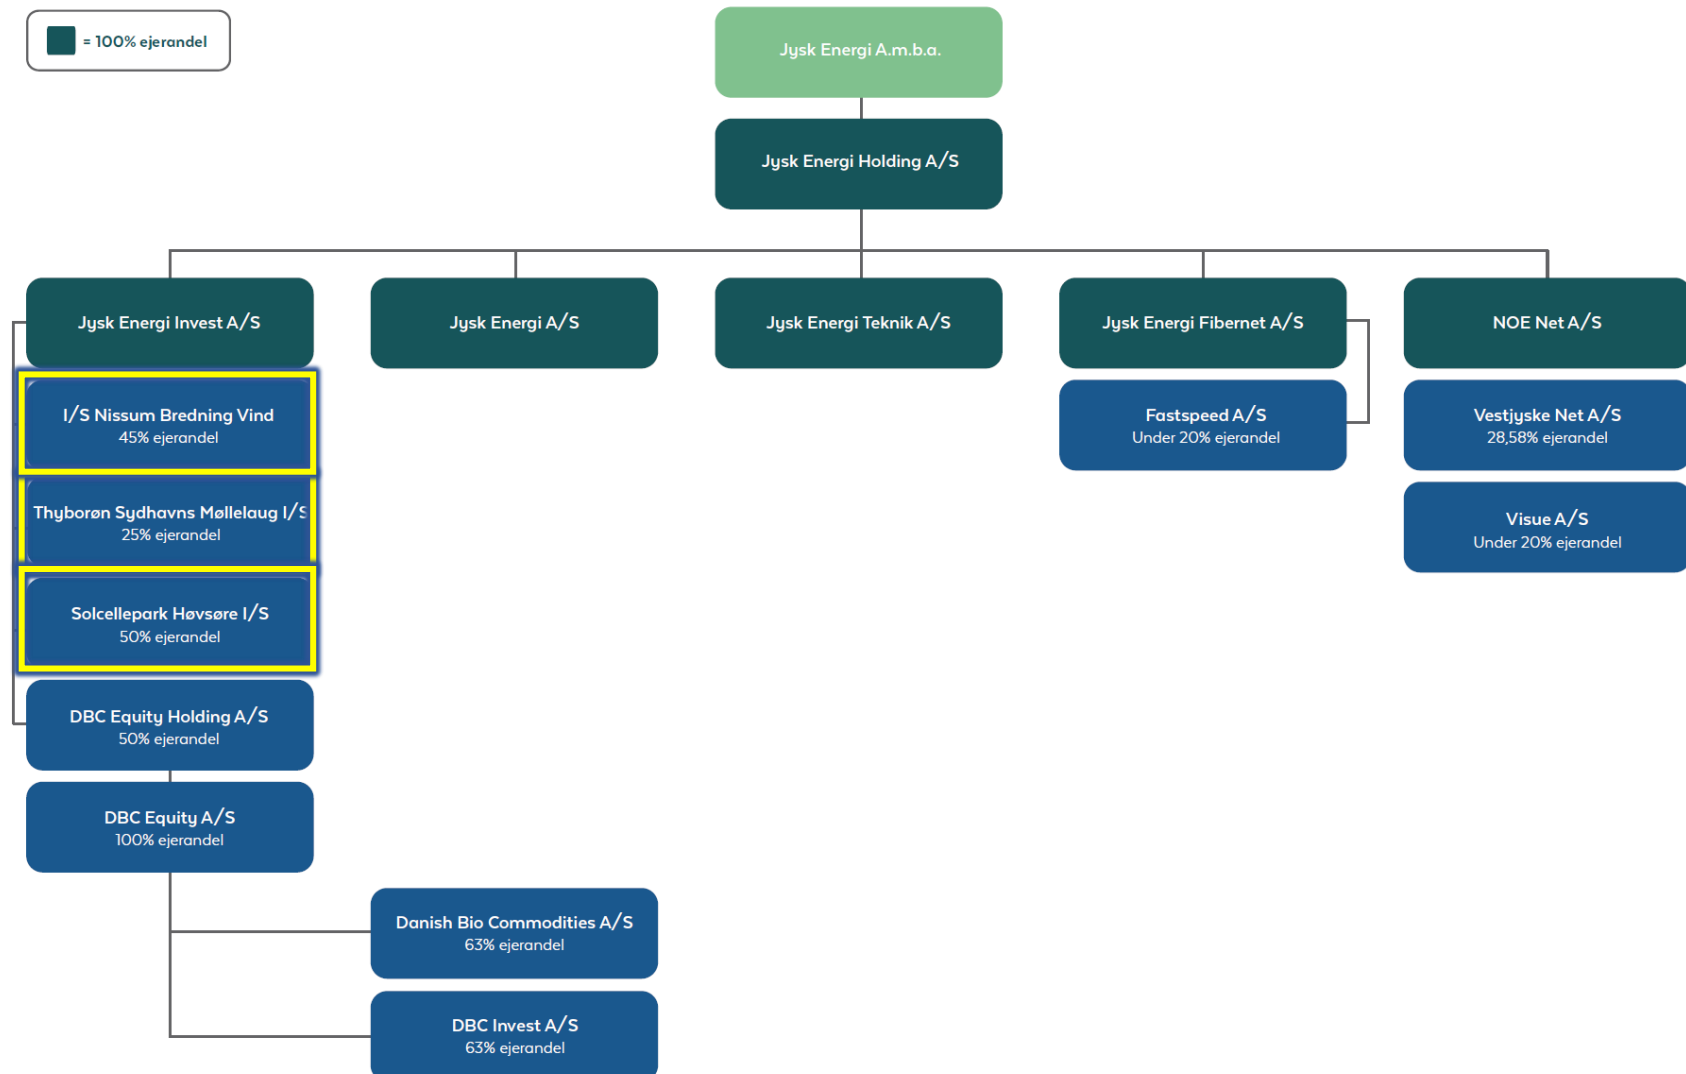 = 100% ejerandel
Jysk Energi A.m.b.a.
Jysk Energi Holding A/S
Jysk Energi Invest A/S
Jysk Energi A/S
Jysk Energi Teknik A/S
Jysk Energi Fibernet A/S
NOE Net A/S
I/S Nissum Bredning Vind
45% ejerandel
Fastspeed A/S
Under 20% ejerandel
Vestjyske Net A/S
28,58% ejerandel
Thyborøn Sydhavns Møllelaug I/S
25% ejerandel
Visue A/S
Under 20% ejerandel
Solcellepark Høvsøre I/S
50% ejerandel
DBC Equity Holding A/S
50% ejerandel
DBC Equity A/S
100% ejerandel
Danish Bio Commodities A/S
63% ejerandel
DBC Invest A/S
63% ejerandel